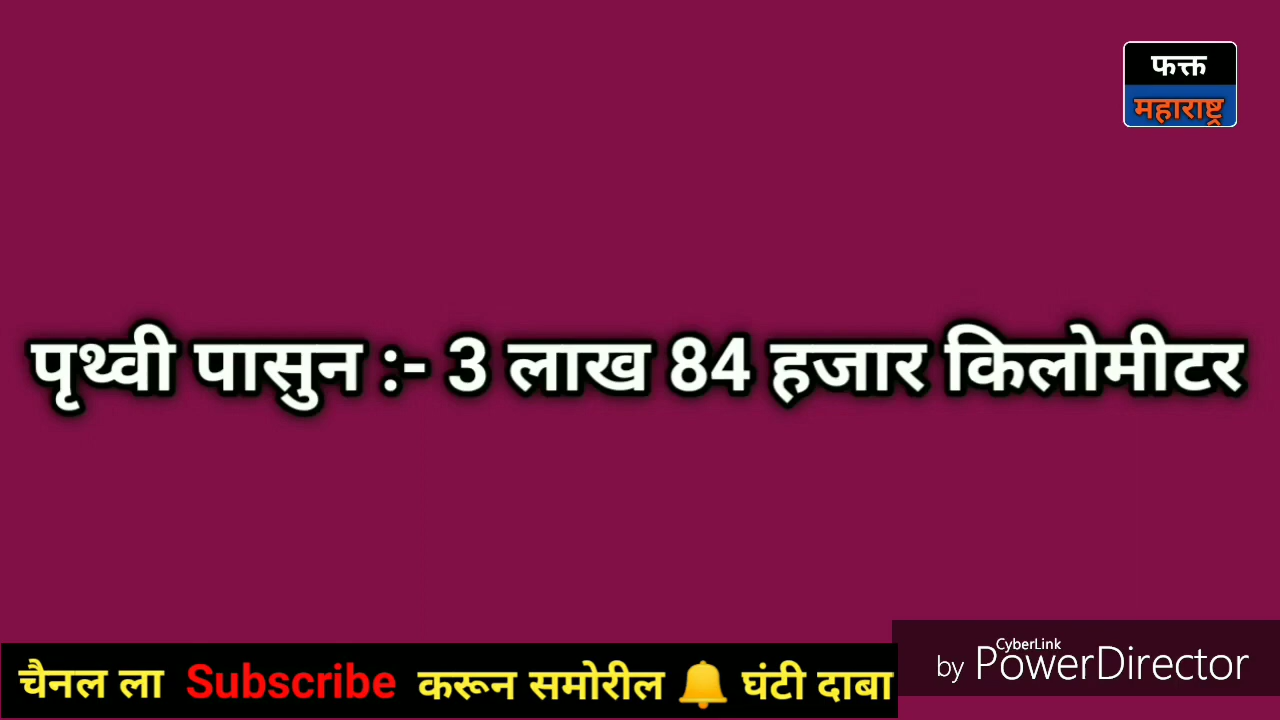 फक्त
महाराष्ट्र
पृथ्वी पासुन :- 3 लाख 84 हजार किलोमीटर
चैनल ला Subscribe करून समोरील 🔔 घंटी दाबा
by CyberLink PowerDirector